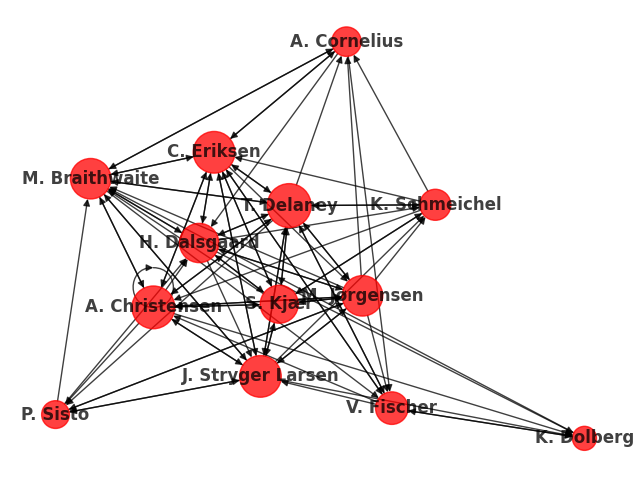 A. Cornelius
C. Eriksen
M. Braithwaite
T. Delaney
K. Schmeichel
H. Dalsgaard
A. Christensen
S. Kjær
M. Jørgensen
J. Stryger Larsen
P. Sisto
V. Fischer
K. Dolberg